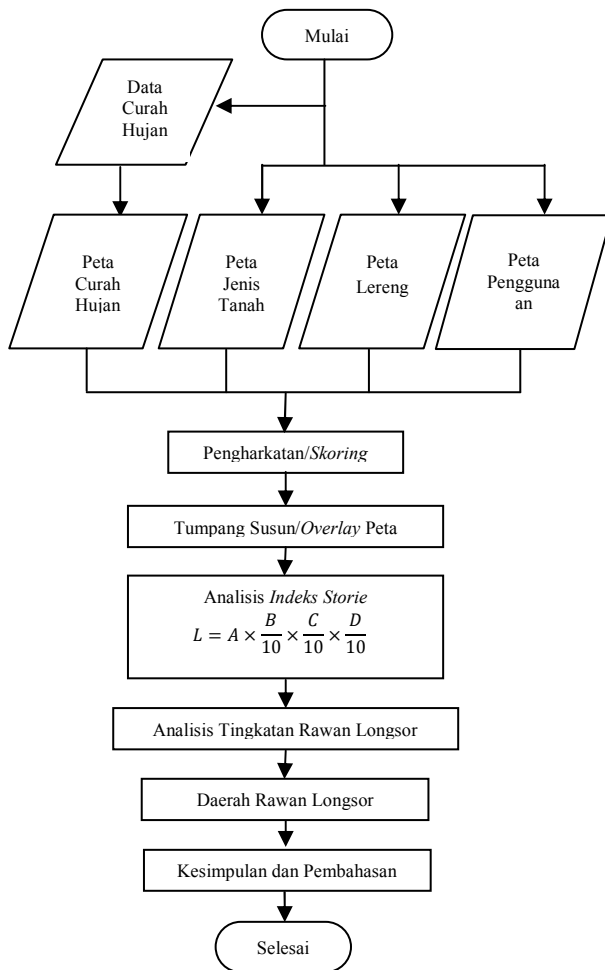 Mulai
Data
Curah
Hujan
Peta
Curah
Hujan
Peta
Jenis
Tanah
Peta
Lereng
Peta
Pengguna
an
Pengharkatan/Skoring
Tumpang Susun/Overlay Peta
Analisis Indeks Storie
L = A × B/10 × C/10 × D/10
Analisis Tingkatan Rawan Longsor
Daerah Rawan Longsor
Kesimpulan dan Pembahasan
Selesai